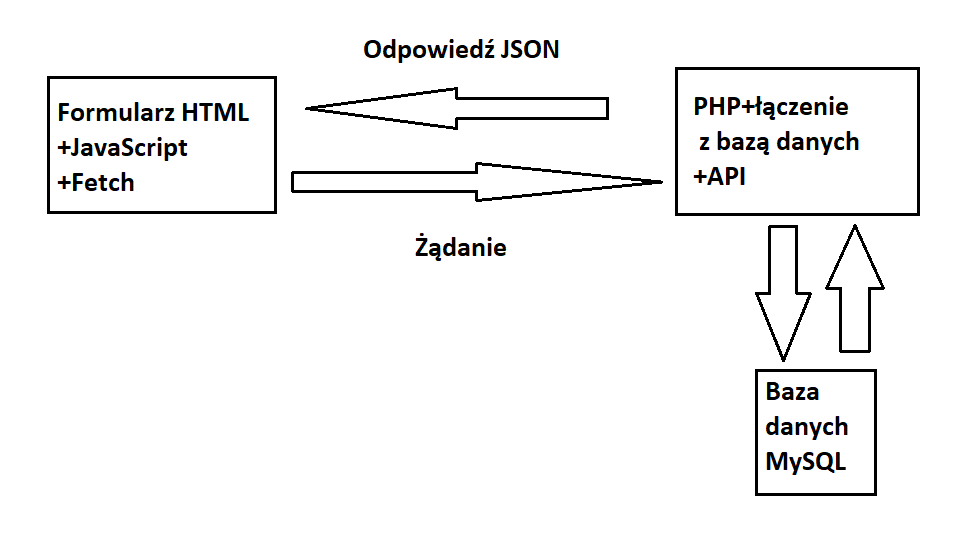 Odpowiedź JSON
Formularz HTML
+JavaScript
+Fetch
PHP+łączenie
z bazą danych
+API
Żądanie
Baza
danych
MySQL